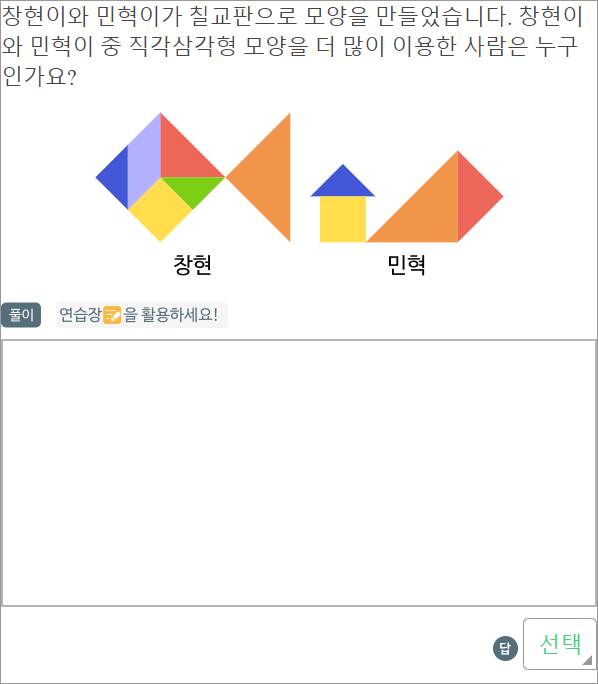 창현이와 민혁이가 칠교판으로 모양을 만들었습니다. 창현이
와 민혁이 중 직각삼각형 모양을 더 많이 이용한 사람은 누구
인가요?
창현
민혁
풀이
연습장을 활용하세요!
답
선택